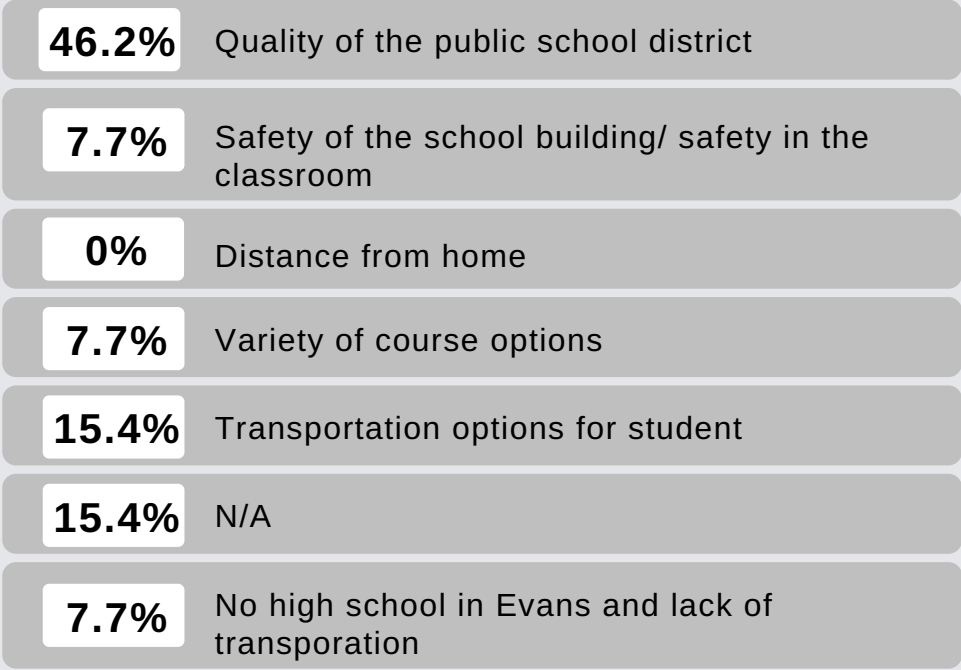 46.2% Quality of the public school district
7.7% Safety of the school building/ safety in the
classroom
0% Distance from home
7.7% Variety of course options
15.4% Transportation options for student
15.4% N/A
7.7% No high school in Evans and lack of
transporation